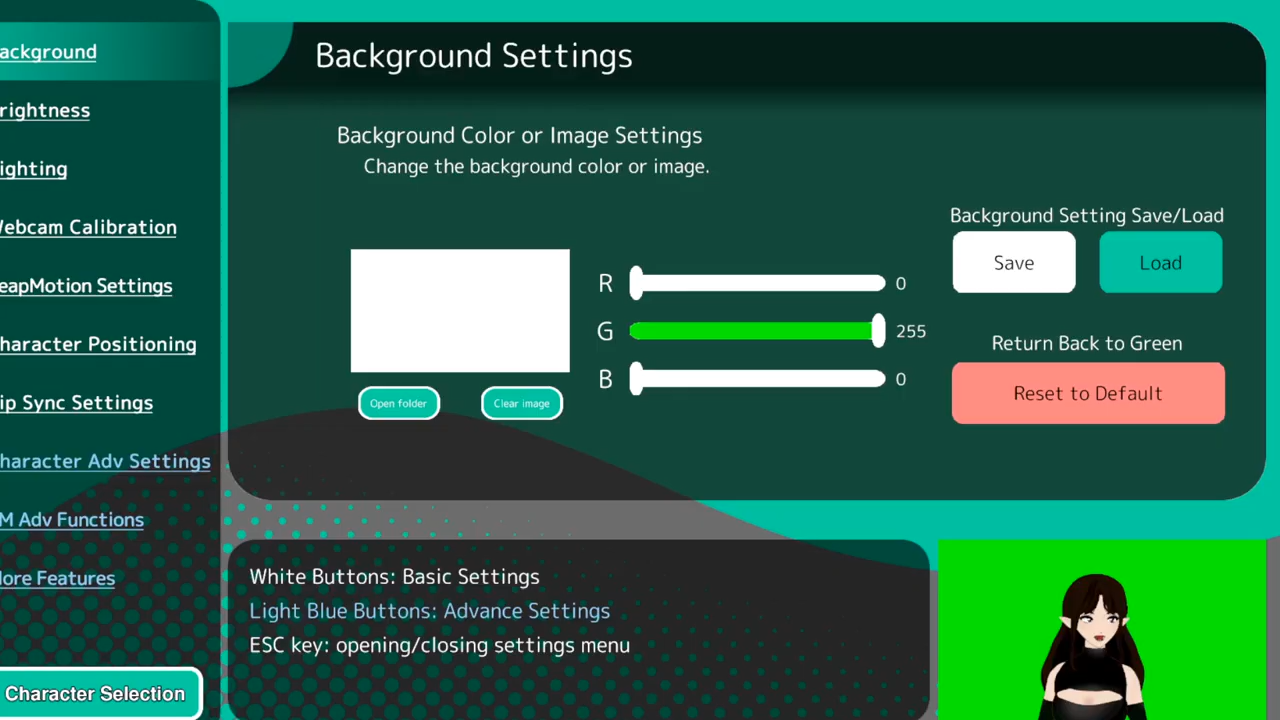 ackground
rightness
ighting
Webcam Calibration
eapMotion Settings
haracter Positioning
ip Sync Settings
haracter Adv Settings
M Adv Functions
More Features
Character Selection
Background Settings
Background Color or Image Settings
Change the background color or image.
Open folder
Clear image
R 0
G 255
B 0
Background Setting Save/Load
Save
Load
Return Back to Green
Reset to Default
White Buttons: Basic Settings
Light Blue Buttons: Advance Settings
ESC key: opening/closing settings menu